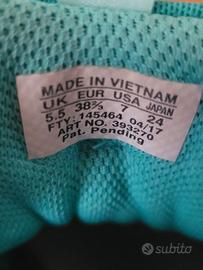 MADE IN VIETNAM
UK EUR USA JAPAN
5.5 38⅔ 7 24
FTY: 145464 04/17
ART NO. 393270
Pat. Pending
subito